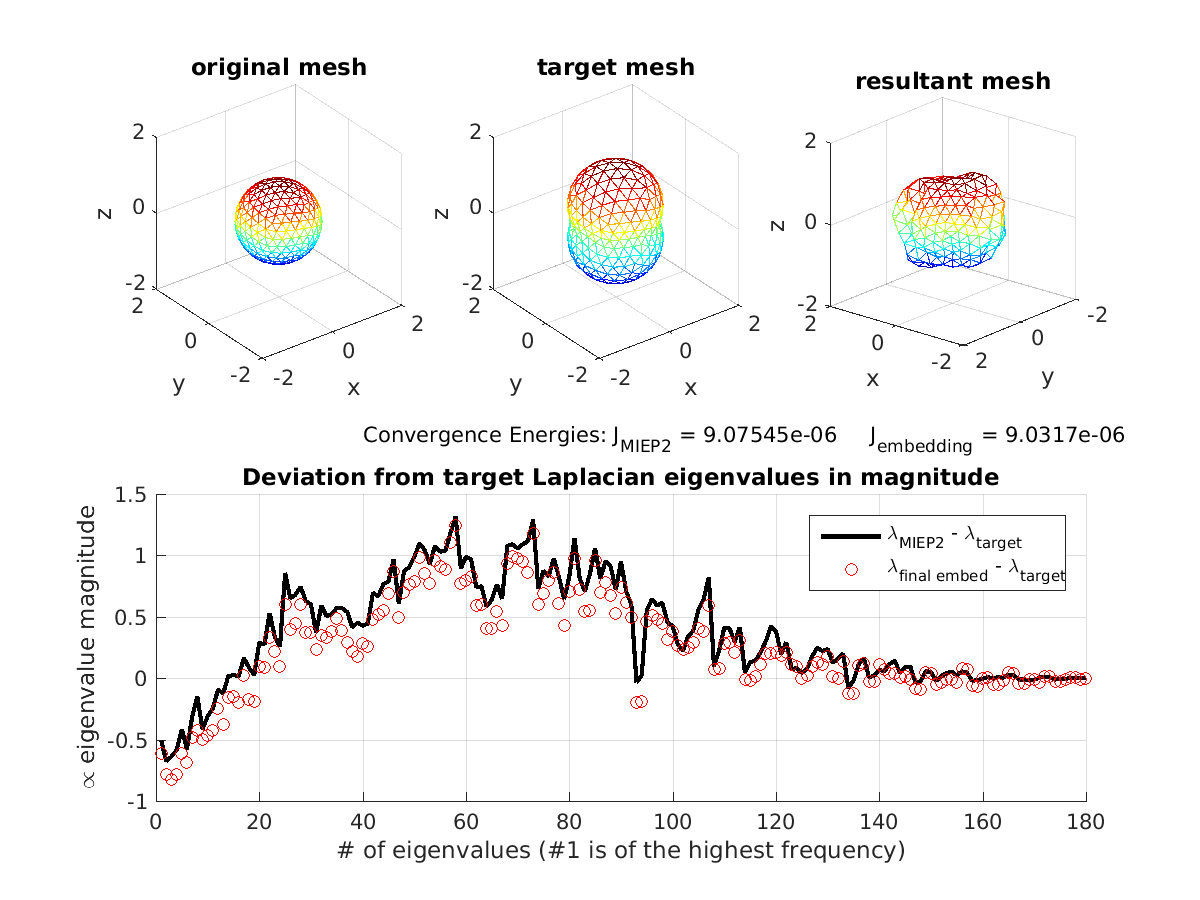 original mesh
target mesh
resultant mesh
2
0
-2
z
2
0
-2
y
-2
0
2
x
2
0
-2
z
2
0
-2
y
-2
0
2
x
2
0
-2
z
2
0
-2
x
2
0
-2
y
Convergence Energies: J_MIEP2 = 9.07545e-06 J_embedding = 9.0317e-06
Deviation from target Laplacian eigenvalues in magnitude
∝ eigenvalue magnitude
1.5
1
0.5
0
-0.5
-1
λ_MIEP2 - λ_target
λ_final embed - λ_target
0 20 40 60 80 100 120 140 160 180
# of eigenvalues (#1 is of the highest frequency)